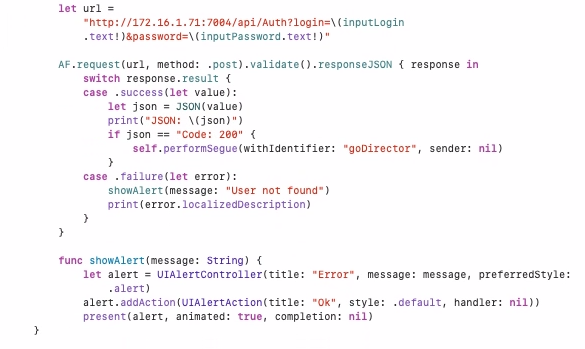 let url =
"http://172.16.1.71:7004/api/Auth?login=\(inputLogin
.text!)&password=\(inputPassword.text!)"
AF.request(url, method: .post).validate().responseJSON { response in
switch response.result {
case .success(let value):
let json = JSON(value)
print("JSON: \(json)")
if json == "Code: 200" {
self.performSegue(withIdentifier: "goDirector", sender: nil)
}
case .failure(let error):
showAlert(message: "User not found")
print(error.localizedDescription)
}
}
func showAlert(message: String) {
let alert = UIAlertController(title: "Error", message: message, preferredStyle:
.alert)
alert.addAction(UIAlertAction(title: "Ok", style: .default, handler: nil))
present(alert, animated: true, completion: nil)
}